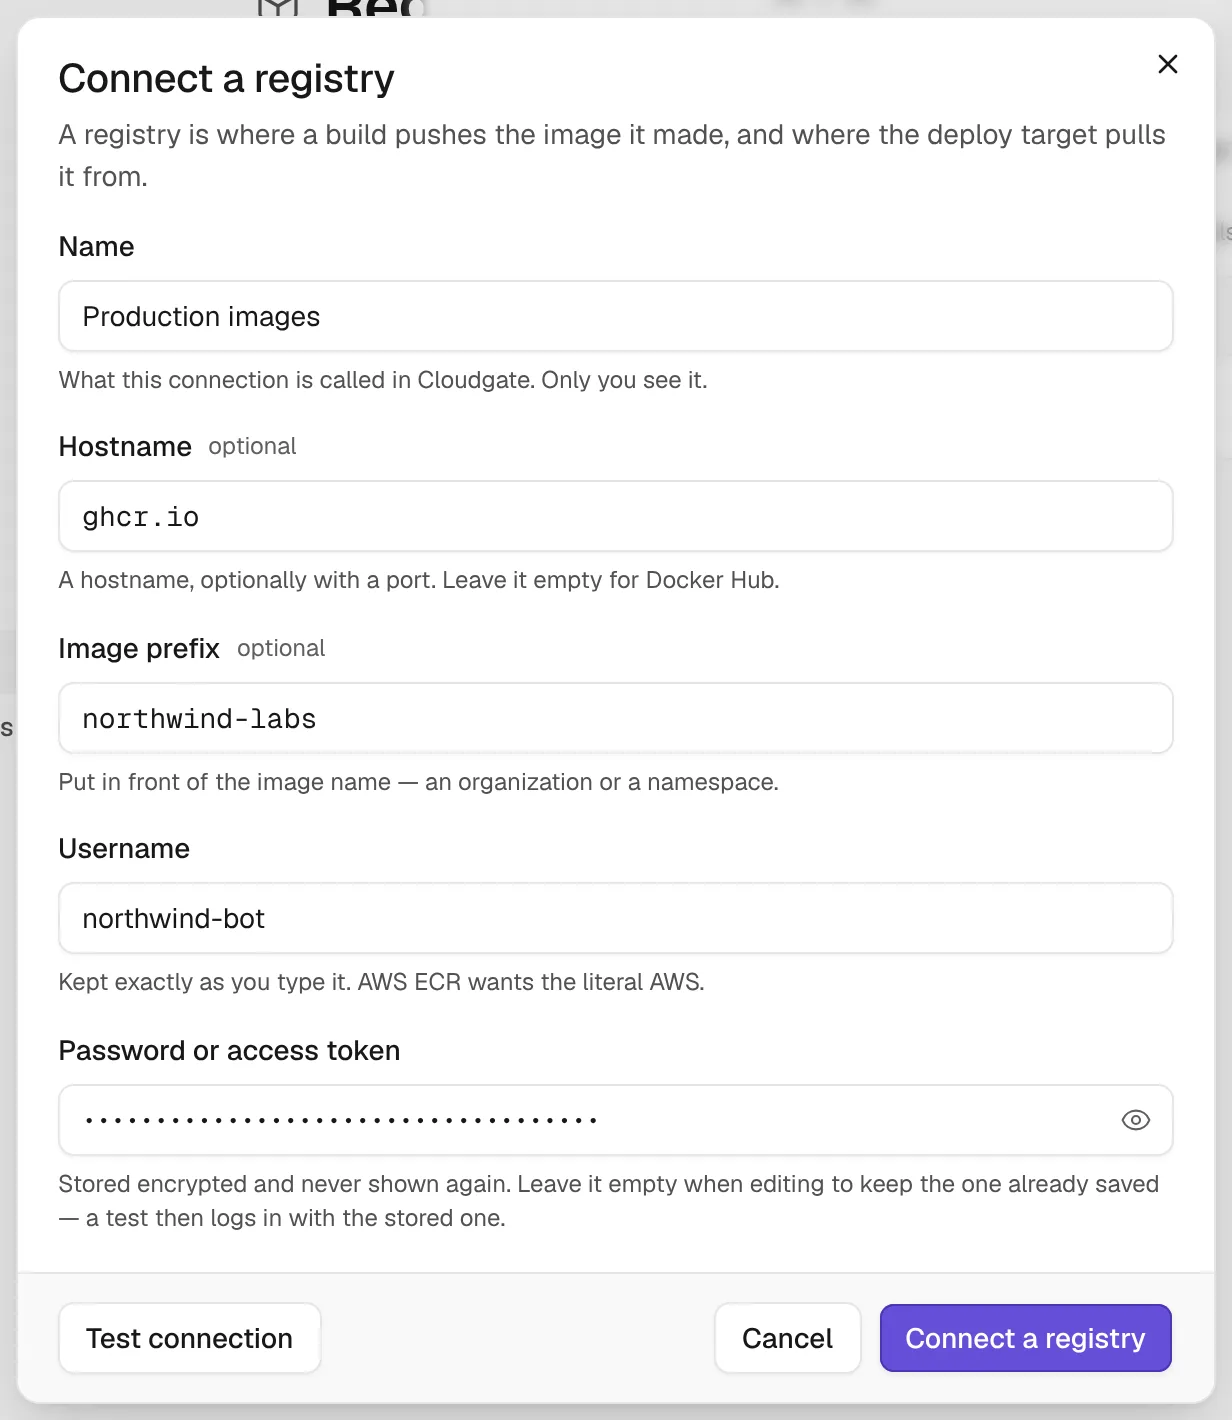 Connect a registry
A registry is where a build pushes the image it made, and where the deploy target pulls
it from.
Name
Production images
What this connection is called in Cloudgate. Only you see it.
Hostname optional
ghcr.io
A hostname, optionally with a port. Leave it empty for Docker Hub.
Image prefix optional
northwind-labs
Put in front of the image name — an organization or a namespace.
Username
northwind-bot
Kept exactly as you type it. AWS ECR wants the literal AWS.
Password or access token
••••••••••••••••••••••••••••••••••••
Stored encrypted and never shown again. Leave it empty when editing to keep the one already saved
— a test then logs in with the stored one.
Test connection
Cancel
Connect a registry